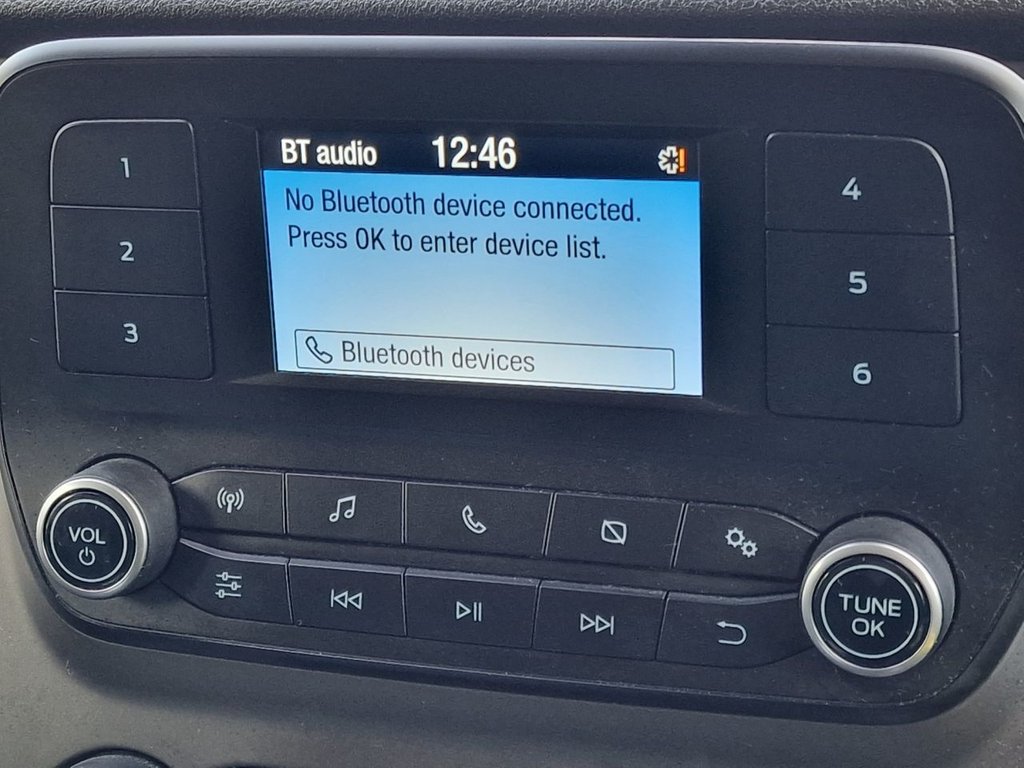 BT audio 12:46
No Bluetooth device connected.
Press OK to enter device list.
Bluetooth devices
1
2
3
4
5
6
VOL
TUNE
OK